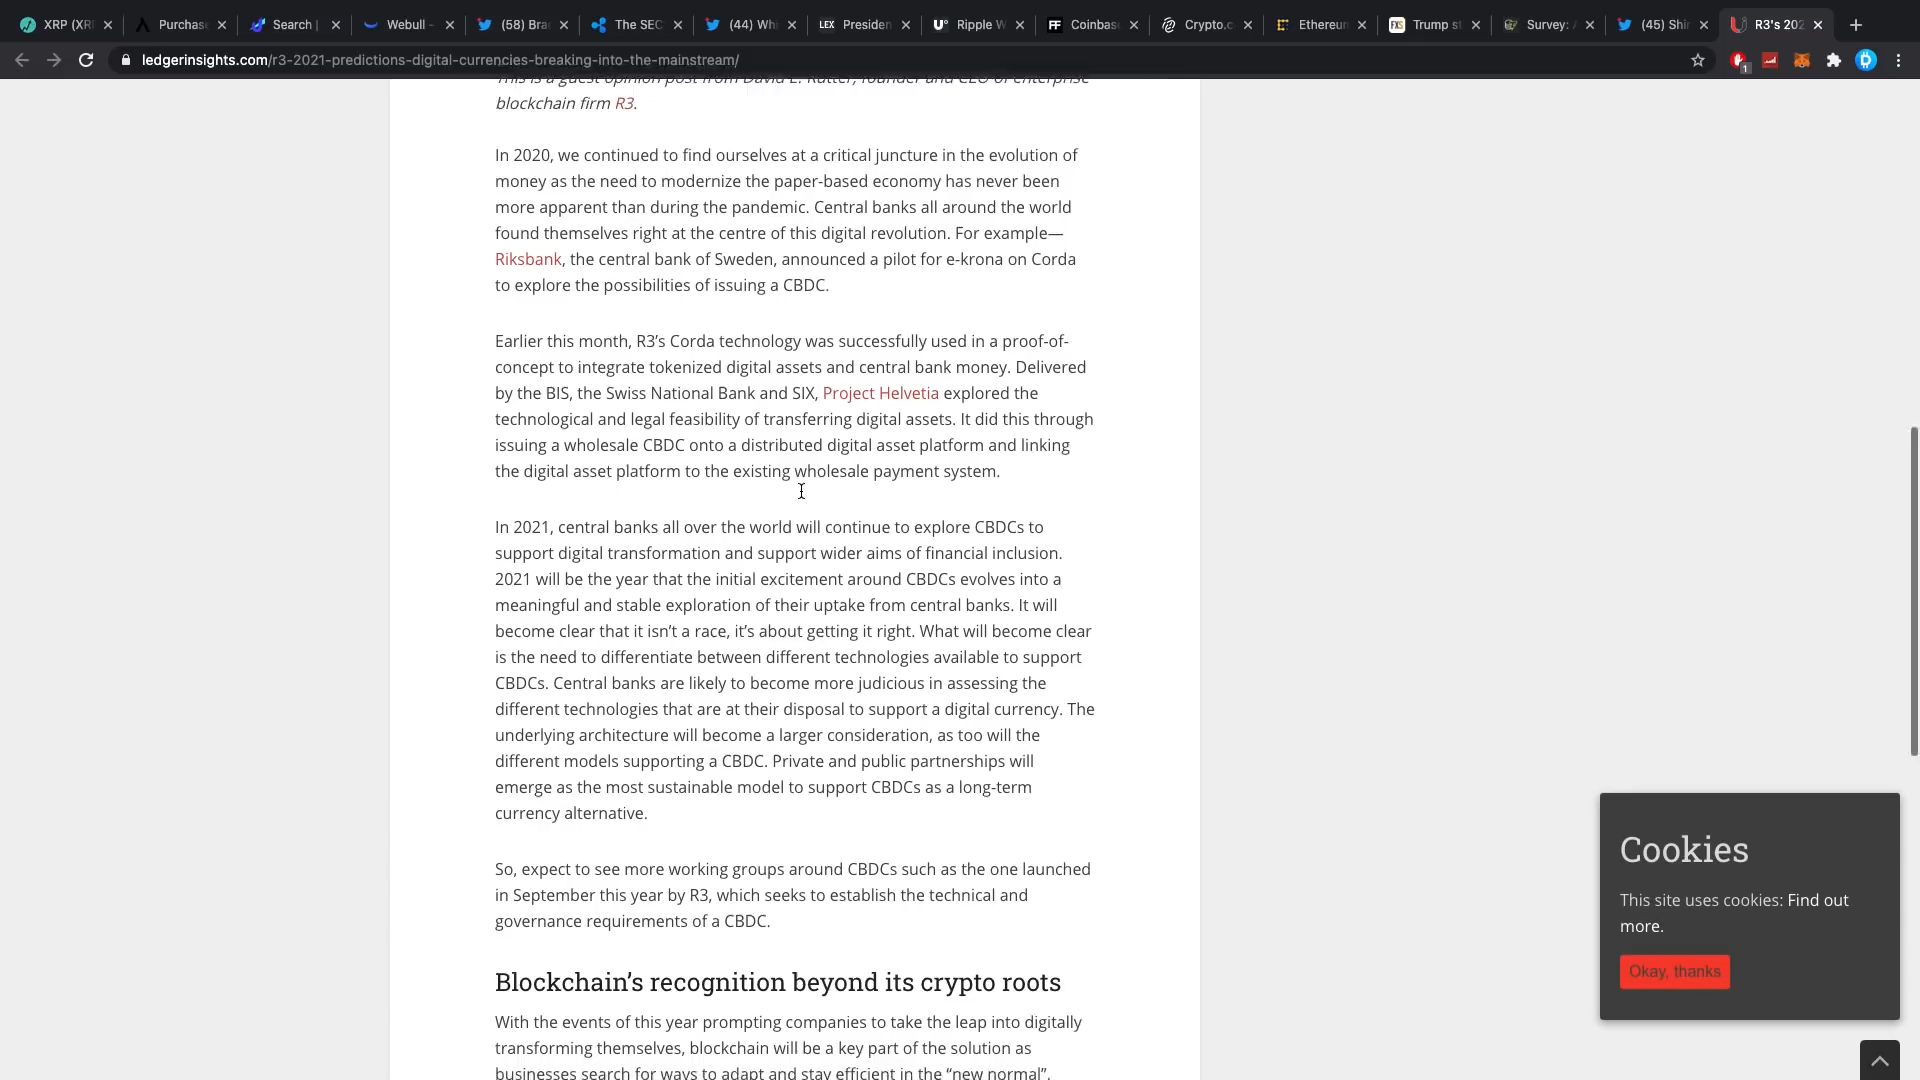 XRP (XRI
Purchas
Search |
Webull -
(58) Bra
The SEC
(44) Whi
LEX
Presiden
Ripple W
Coinbas
Crypto.c
Ethereun
FXS
Trump st
Survey: A
(45) Shir
R3's 202
ledgerinsights.com/r3-2021-predictions-digital-currencies-breaking-into-the-mainstream/
1
This is a guest opinion post from David E. Rutter, founder and CEO of enterprise
blockchain firm R3.
In 2020, we continued to find ourselves at a critical juncture in the evolution of
money as the need to modernize the paper-based economy has never been
more apparent than during the pandemic. Central banks all around the world
found themselves right at the centre of this digital revolution. For example—
Riksbank, the central bank of Sweden, announced a pilot for e-krona on Corda
to explore the possibilities of issuing a CBDC.
Earlier this month, R3’s Corda technology was successfully used in a proof-of-
concept to integrate tokenized digital assets and central bank money. Delivered
by the BIS, the Swiss National Bank and SIX, Project Helvetia explored the
technological and legal feasibility of transferring digital assets. It did this through
issuing a wholesale CBDC onto a distributed digital asset platform and linking
the digital asset platform to the existing wholesale payment system.
In 2021, central banks all over the world will continue to explore CBDCs to
support digital transformation and support wider aims of financial inclusion.
2021 will be the year that the initial excitement around CBDCs evolves into a
meaningful and stable exploration of their uptake from central banks. It will
become clear that it isn’t a race, it’s about getting it right. What will become clear
is the need to differentiate between different technologies available to support
CBDCs. Central banks are likely to become more judicious in assessing the
different technologies that are at their disposal to support a digital currency. The
underlying architecture will become a larger consideration, as too will the
different models supporting a CBDC. Private and public partnerships will
emerge as the most sustainable model to support CBDCs as a long-term
currency alternative.
So, expect to see more working groups around CBDCs such as the one launched
in September this year by R3, which seeks to establish the technical and
governance requirements of a CBDC.
Blockchain’s recognition beyond its crypto roots
With the events of this year prompting companies to take the leap into digitally
transforming themselves, blockchain will be a key part of the solution as
businesses search for ways to adapt and stay efficient in the “new normal”.
Cookies
This site uses cookies: Find out
more.
Okay, thanks